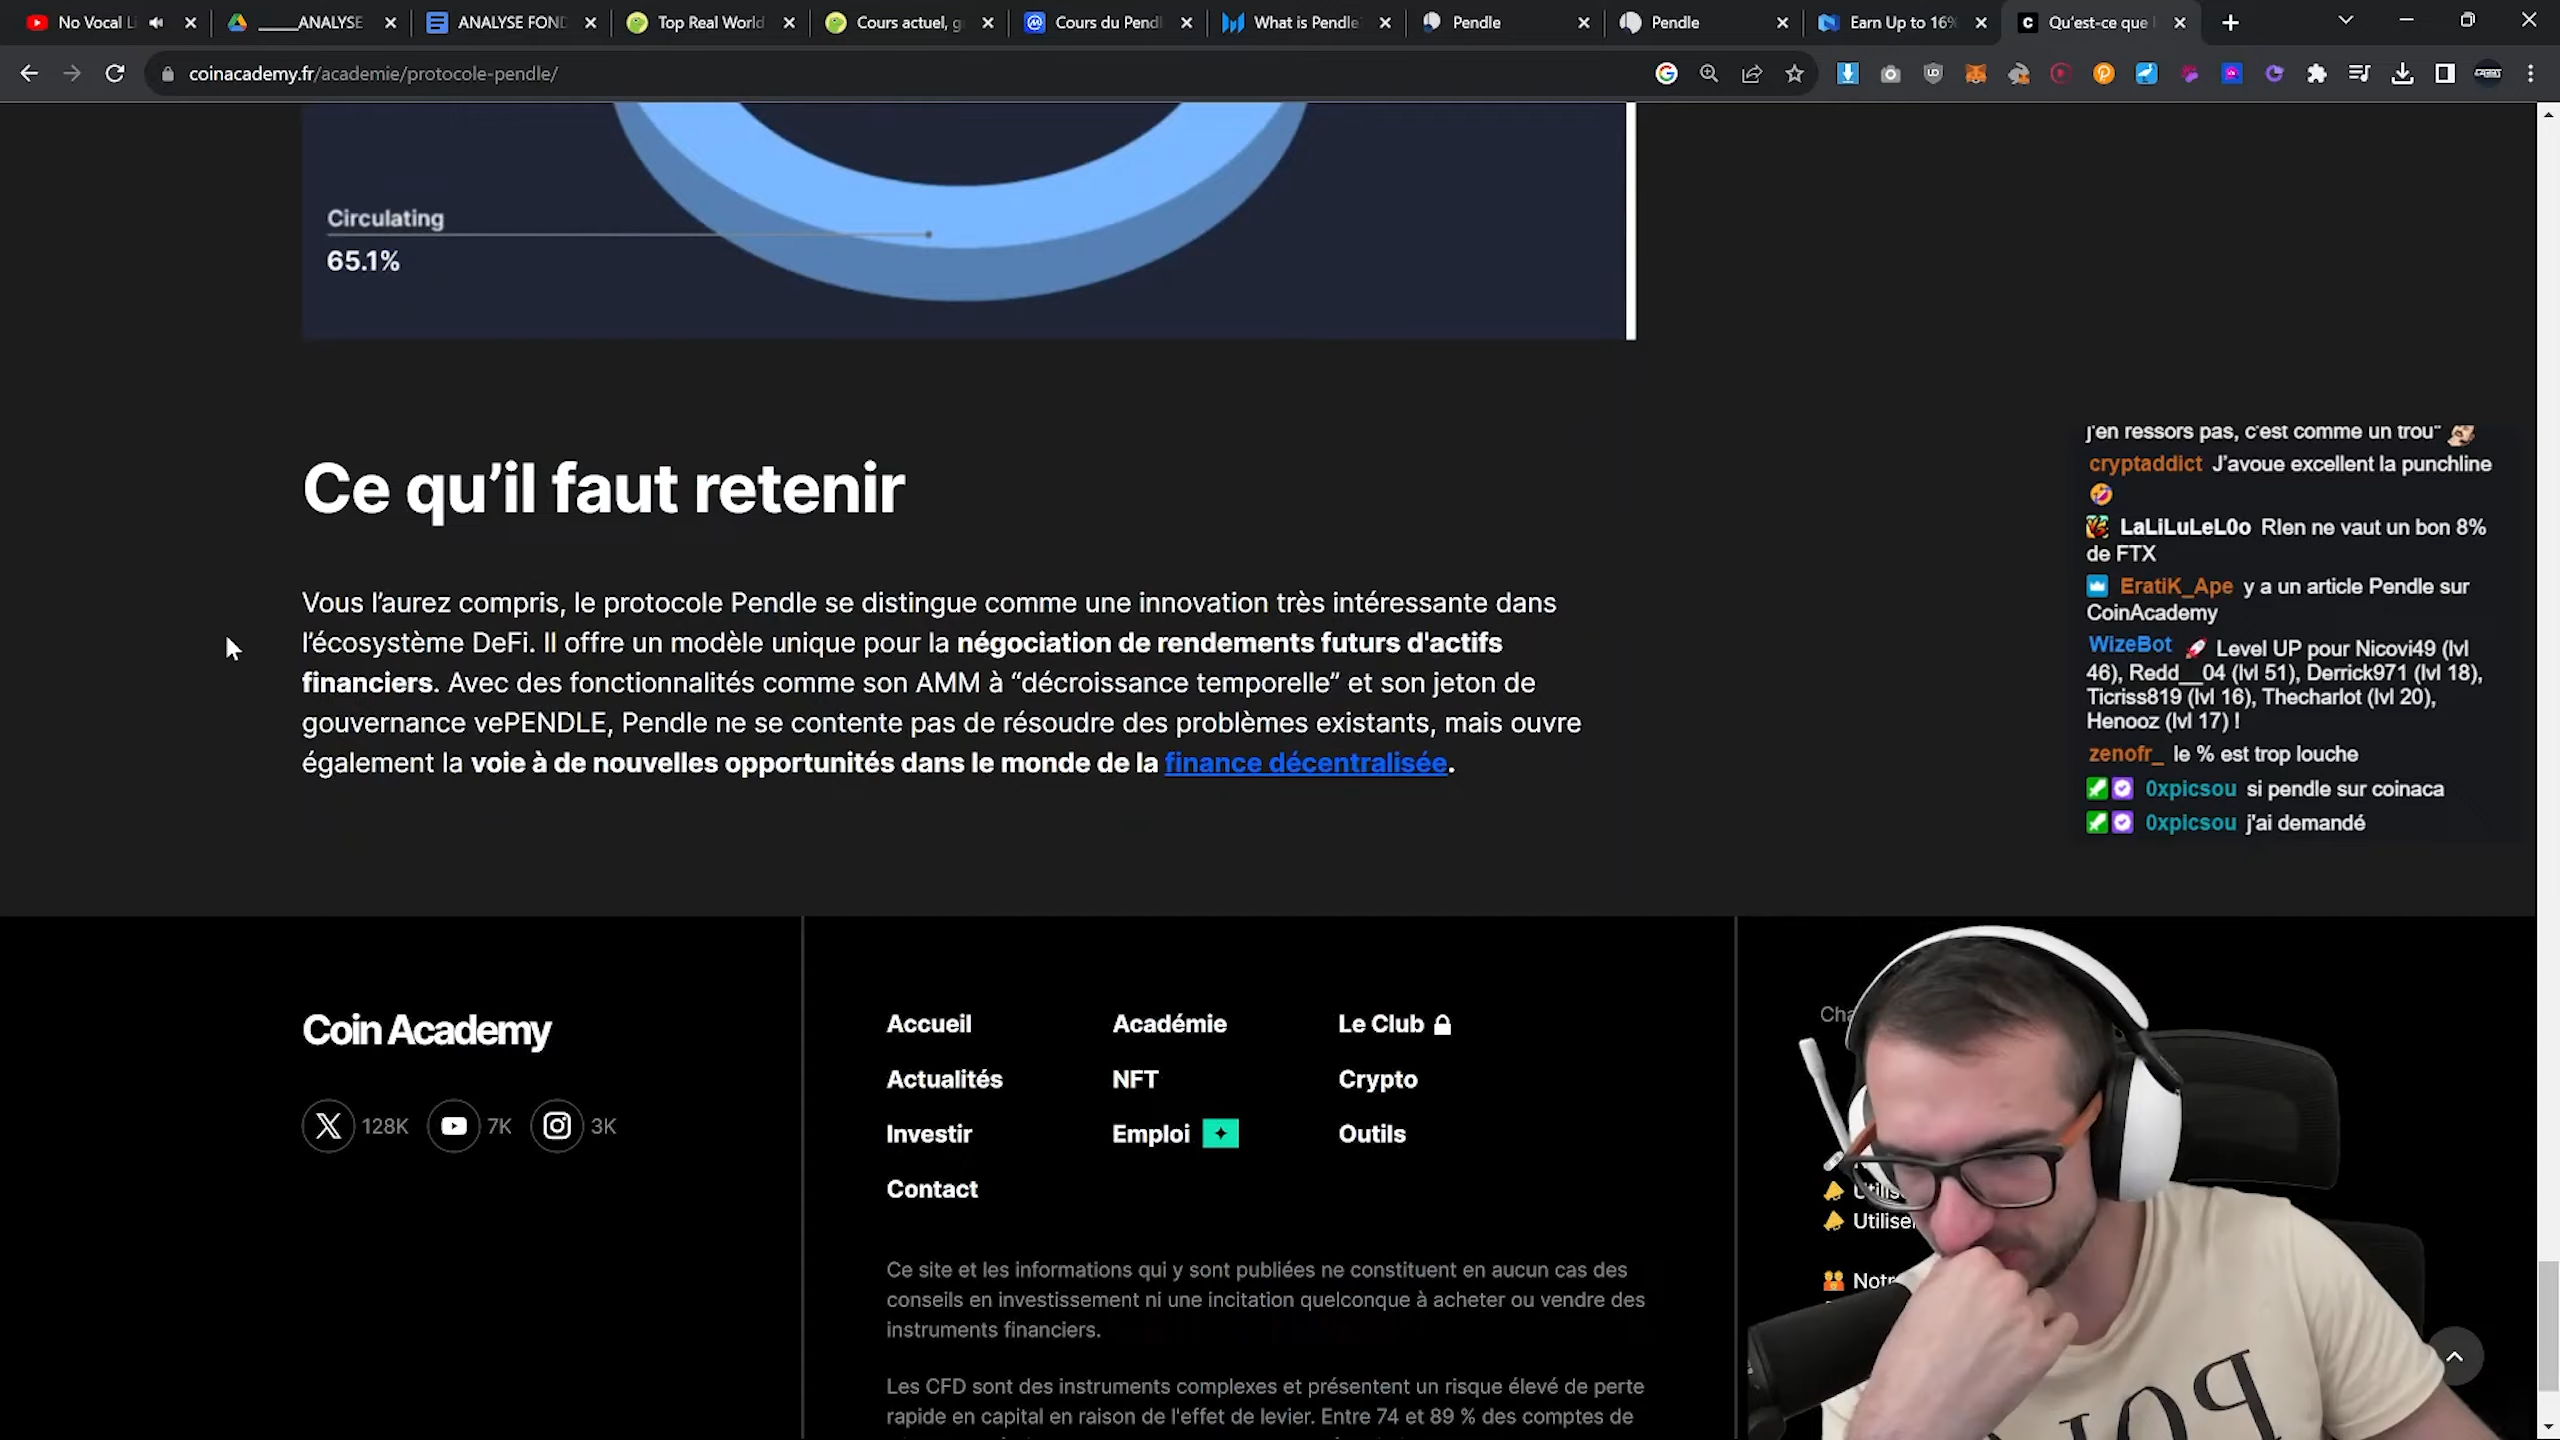 No Vocal Li
_____ANALYSE
ANALYSE FOND
Top Real World
Cours actuel, g
Cours du Pendl
What is Pendle
Pendle
Pendle
Earn Up to 16%
Qu'est-ce que l
coinacademy.fr/academie/protocole-pendle/
Circulating
65.1%
Ce qu'il faut retenir
Vous l'aurez compris, le protocole Pendle se distingue comme une innovation très intéressante dans
l'écosystème DeFi. Il offre un modèle unique pour la négociation de rendements futurs d'actifs
financiers. Avec des fonctionnalités comme son AMM à “décroissance temporelle” et son jeton de
gouvernance vePENDLE, Pendle ne se contente pas de résoudre des problèmes existants, mais ouvre
également la voie à de nouvelles opportunités dans le monde de la finance décentralisée.
j'en ressors pas, c'est comme un trou"
cryptaddict J'avoue excellent la punchline
LaLiLuLeL0o RIen ne vaut un bon 8%
de FTX
EratiK_Ape y a un article Pendle sur
CoinAcademy
WizeBot Level UP pour Nicovi49 (lvl
46), Redd__04 (lvl 51), Derrick971 (lvl 18),
Ticriss819 (lvl 16), Thecharlot (lvl 20),
Henooz (lvl 17) !
zenofr_ le % est trop louche
0xpicsou si pendle sur coinaca
0xpicsou j'ai demandé
Coin Academy
128K 7K 3K
Accueil Académie Le Club
Actualités NFT Crypto
Investir Emploi Outils
Contact
Ce site et les informations qui y sont publiées ne constituent en aucun cas des
conseils en investissement ni une incitation quelconque à acheter ou vendre des
instruments financiers.
Les CFD sont des instruments complexes et présentent un risque élevé de perte
rapide en capital en raison de l'effet de levier. Entre 74 et 89 % des comptes de
Cha
Utilis
Utiliser
Notr